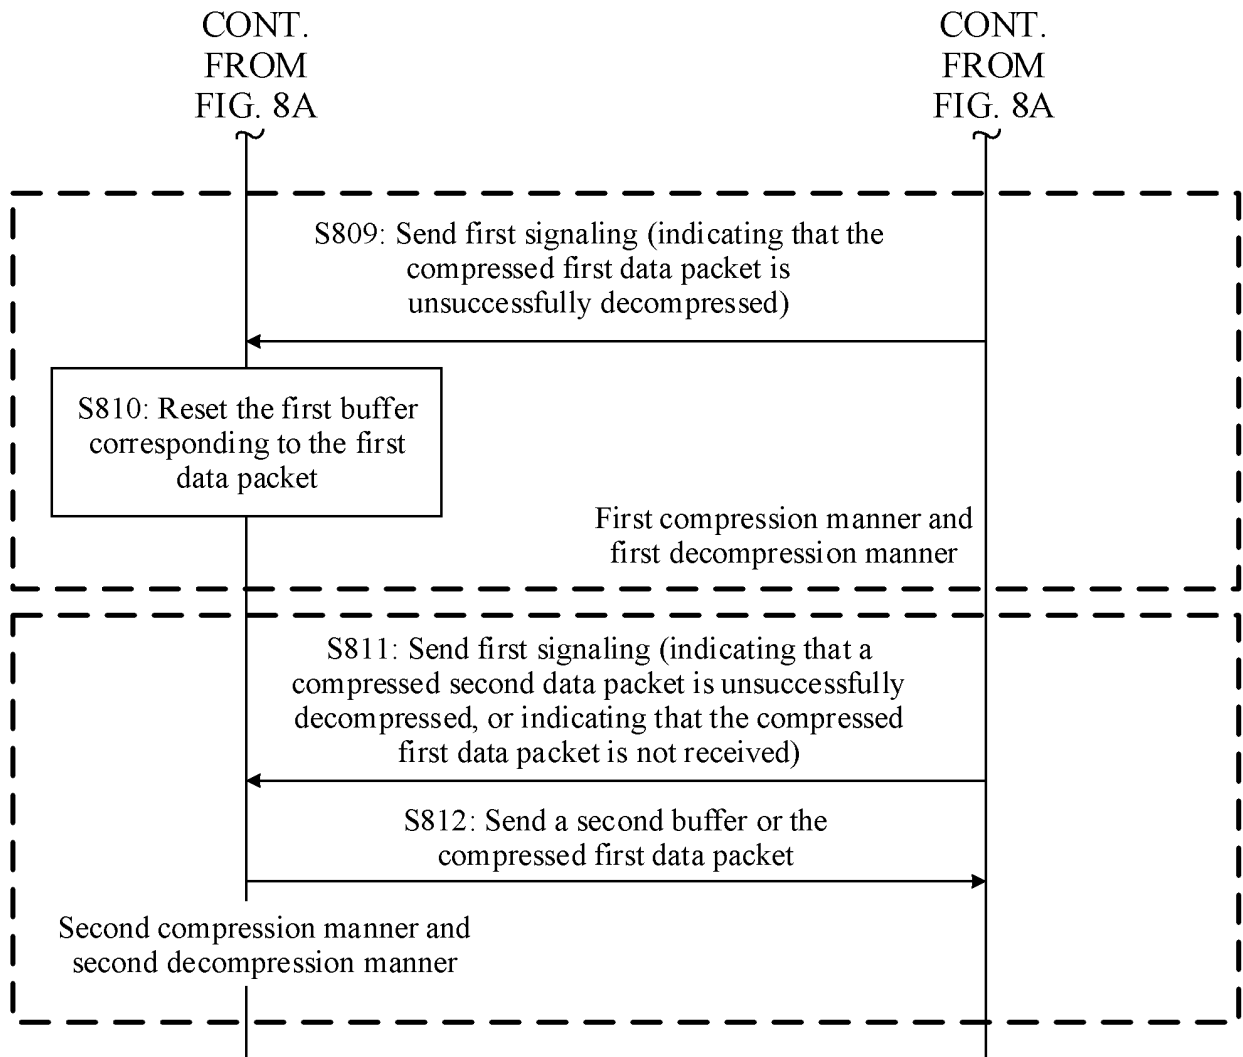 CONT.
FROM
FIG. 8A
CONT.
FROM
FIG. 8A
S809: Send first signaling (indicating that the
compressed first data packet is
unsuccessfully decompressed)
S810: Reset the first buffer
corresponding to the first
data packet
First compression manner and
first decompression manner
S811: Send first signaling (indicating that a
compressed second data packet is unsuccessfully
decompressed, or indicating that the compressed
first data packet is not received)
S812: Send a second buffer or the
compressed first data packet
Second compression manner and
second decompression manner